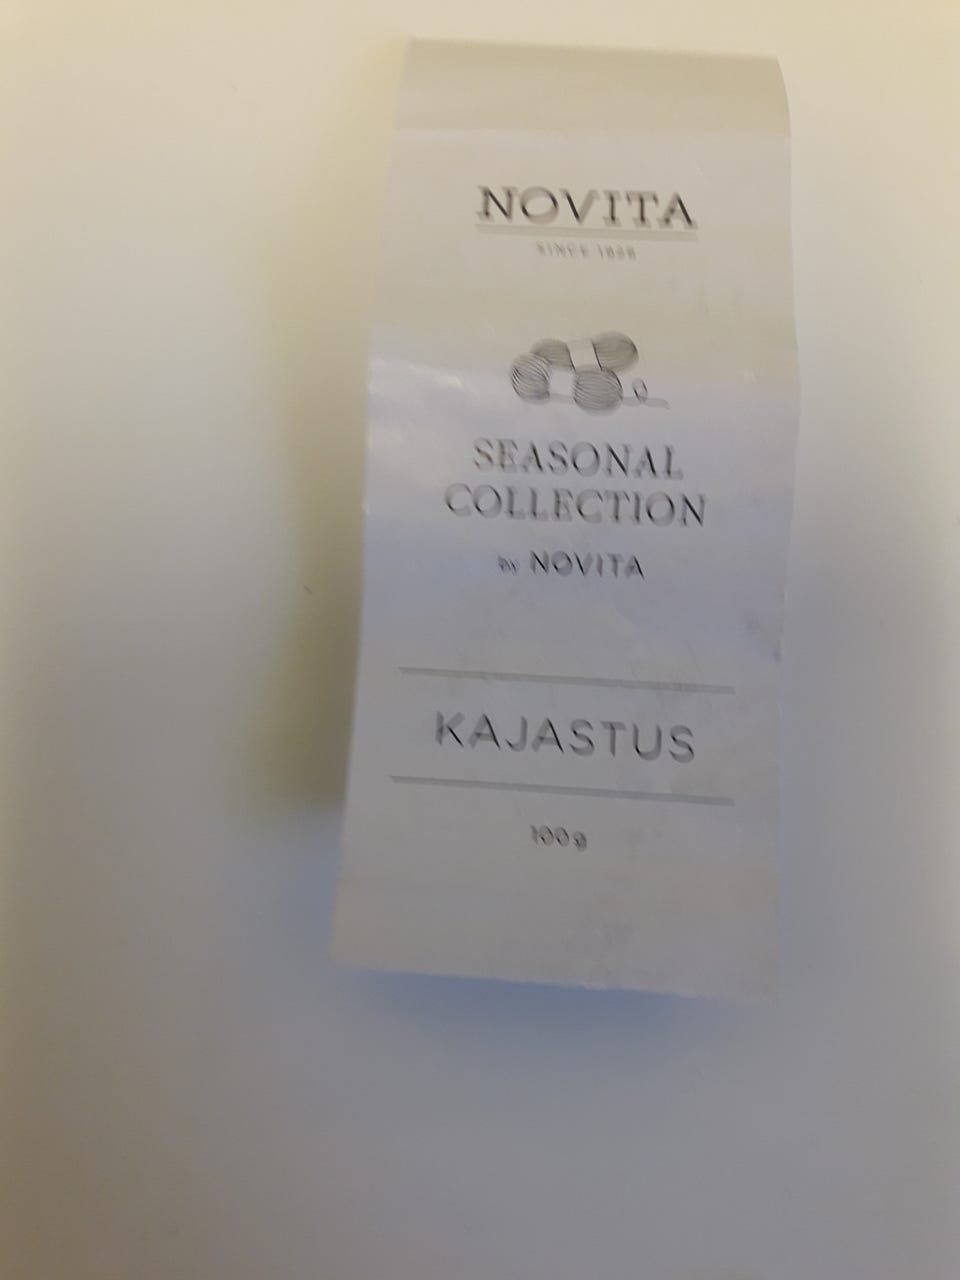 NOVITA
SINCE 1928
SEASONAL
COLLECTION
by NOVITA
KAJASTUS
100 g